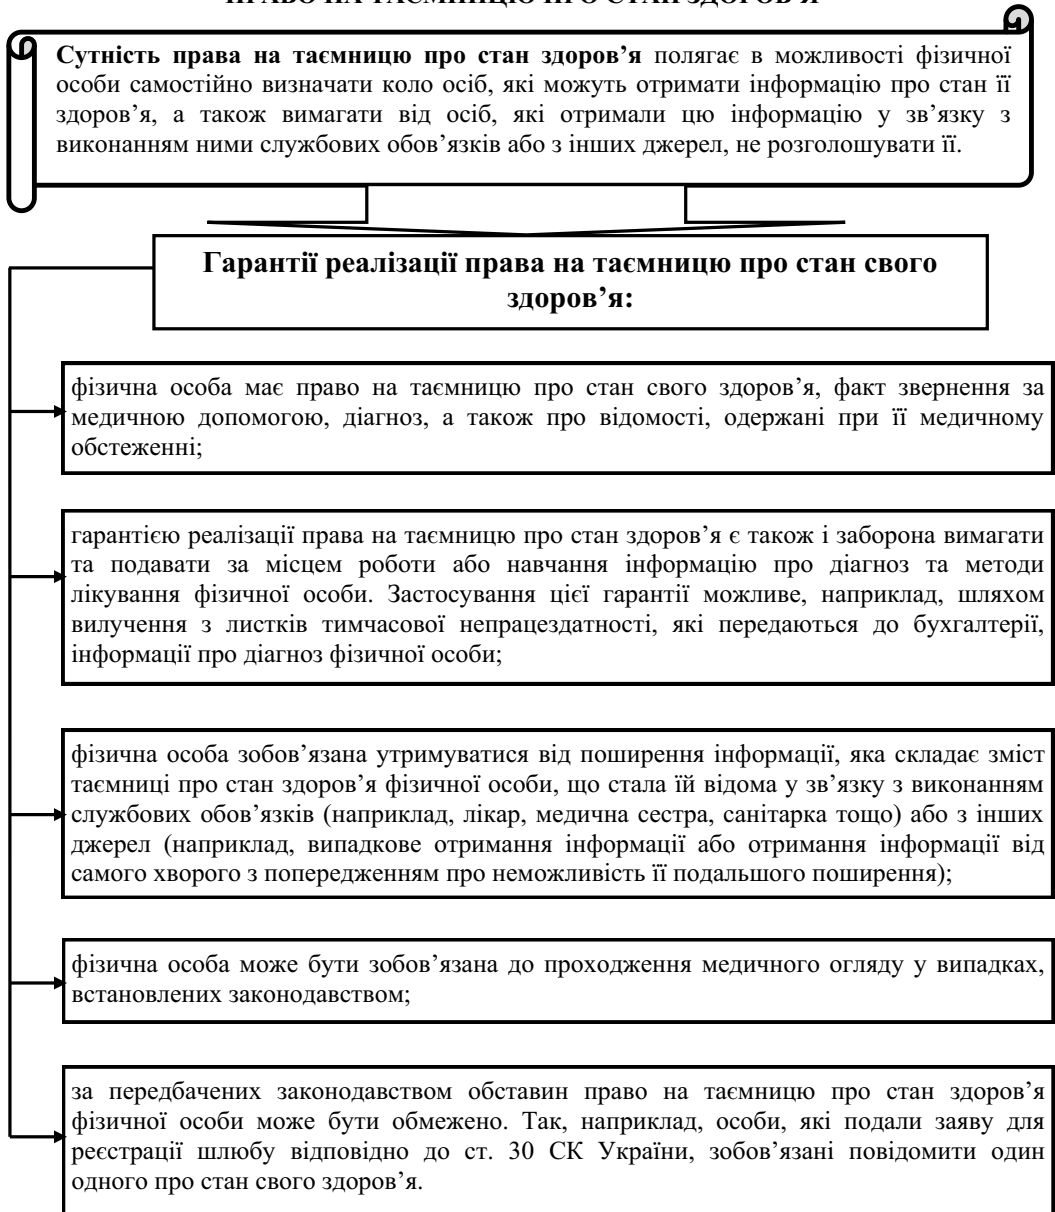 ПРАВО НА ТАЄМНИЦЮ ПРО СТАН ЗДОРОВ'Я
Сутність права на таємницю про стан здоров’я полягає в можливості фізичної
особи самостійно визначати коло осіб, які можуть отримати інформацію про стан її
здоров’я, а також вимагати від осіб, які отримали цю інформацію у зв’язку з
виконанням ними службових обов’язків або з інших джерел, не розголошувати її.
Гарантії реалізації права на таємницю про стан свого
здоров’я:
фізична особа має право на таємницю про стан свого здоров’я, факт звернення за
медичною допомогою, діагноз, а також про відомості, одержані при її медичному
обстеженні;
гарантією реалізації права на таємницю про стан здоров’я є також і заборона вимагати
та подавати за місцем роботи або навчання інформацію про діагноз та методи
лікування фізичної особи. Застосування цієї гарантії можливе, наприклад, шляхом
вилучення з листків тимчасової непрацездатності, які передаються до бухгалтерії,
інформації про діагноз фізичної особи;
фізична особа зобов’язана утримуватися від поширення інформації, яка складає зміст
таємниці про стан здоров’я фізичної особи, що стала їй відома у зв’язку з виконанням
службових обов’язків (наприклад, лікар, медична сестра, санітарка тощо) або з інших
джерел (наприклад, випадкове отримання інформації або отримання інформації від
самого хворого з попередженням про неможливість її подальшого поширення);
фізична особа може бути зобов’язана до проходження медичного огляду у випадках,
встановлених законодавством;
за передбачених законодавством обставин право на таємницю про стан здоров’я
фізичної особи може бути обмежено. Так, наприклад, особи, які подали заяву для
реєстрації шлюбу відповідно до ст. 30 СК України, зобов’язані повідомити один
одного про стан свого здоров’я.